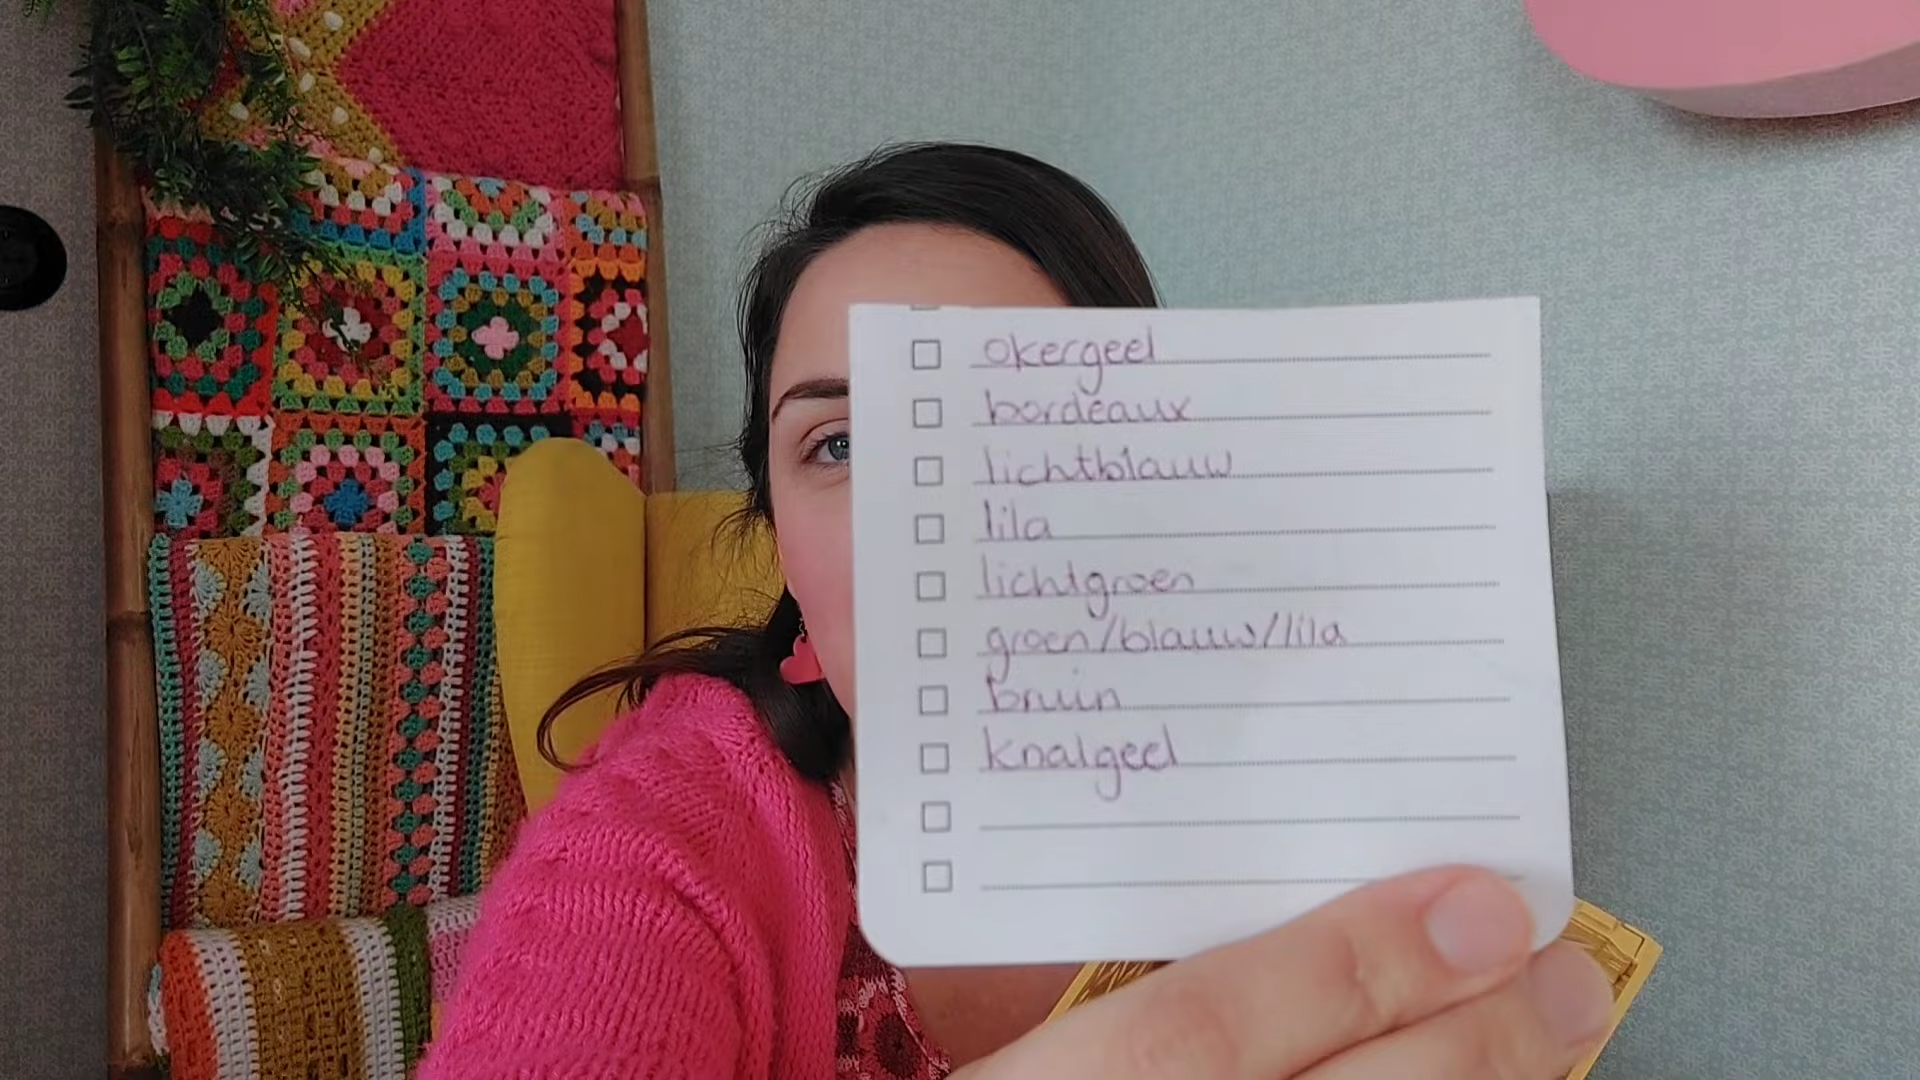 okergeel
bordeaux
lichtblauw
lila
lichtgroen
groen/blauw/lila
bruin
knalgeel